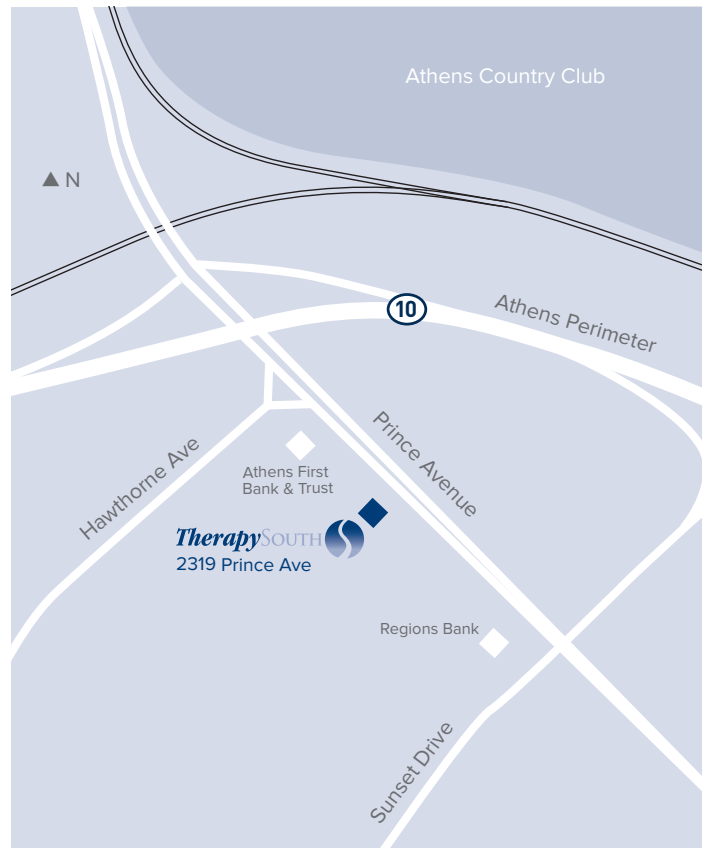 Athens Country Club
N
10
Athens Perimeter
Prince Avenue
Hawthorne Ave
Athens First
Bank & Trust
TherapySouth
2319 Prince Ave
Regions Bank
Sunset Drive